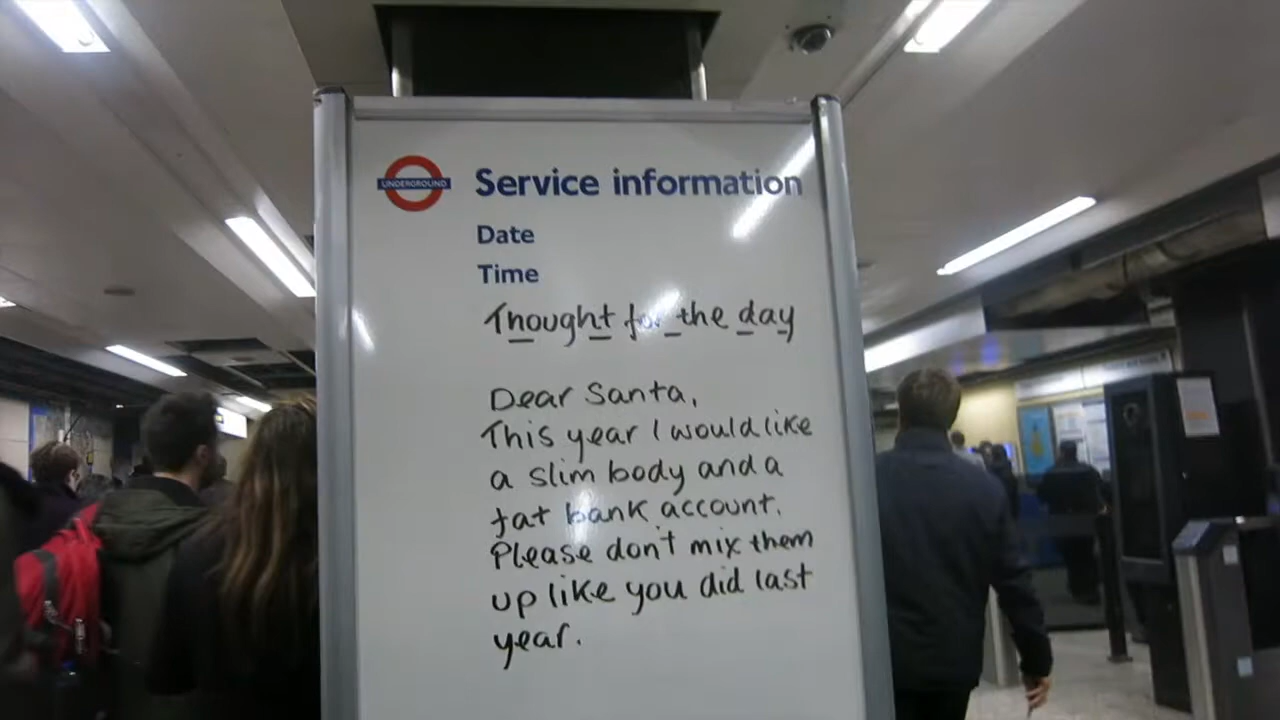 UNDERGROUND
Service information
Date
Time
Thought for the day
Dear Santa,
This year I would like
a slim body and a
fat bank account.
Please don't mix them
up like you did last
year.